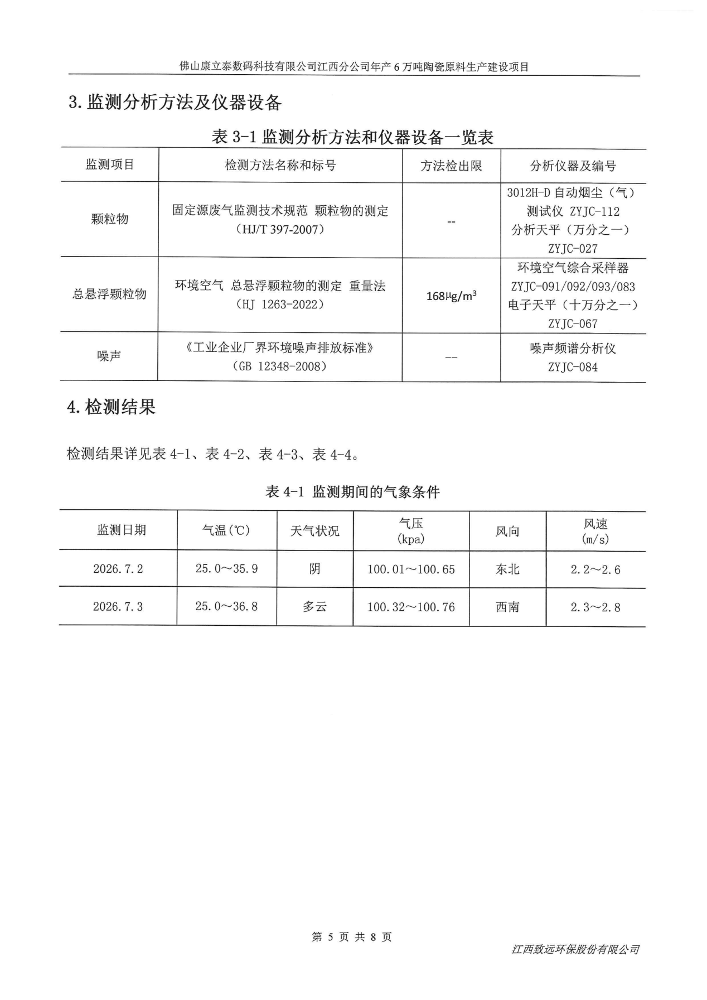 佛山康立泰数码科技有限公司江西分公司年产 6 万吨陶瓷原料生产建设项目
3. 监测分析方法及仪器设备
表 3-1 监测分析方法和仪器设备一览表
监测项目 检测方法名称和标号 方法检出限 分析仪器及编号
颗粒物
固定源废气监测技术规范 颗粒物的测定
（HJ/T 397-2007）
--
3012H-D 自动烟尘（气）
测试仪 ZYJC-112
分析天平（万分之一）
ZYJC-027
总悬浮颗粒物
环境空气 总悬浮颗粒物的测定 重量法
（HJ 1263-2022）
168μg/m³
环境空气综合采样器
ZYJC-091/092/093/083
电子天平（十万分之一）
ZYJC-067
噪声
《工业企业厂界环境噪声排放标准》
（GB 12348-2008）
——
噪声频谱分析仪
ZYJC-084
4. 检测结果
检测结果详见表 4-1、表 4-2、表 4-3、表 4-4。
表 4-1 监测期间的气象条件
监测日期 气温(℃) 天气状况 气压 (kpa) 风向 风速 (m/s)
2026.7.2 25.0～35.9 阴 100.01～100.65 东北 2.2～2.6
2026.7.3 25.0～36.8 多云 100.32～100.76 西南 2.3～2.8
第 5 页 共 8 页
江西致远环保股份有限公司